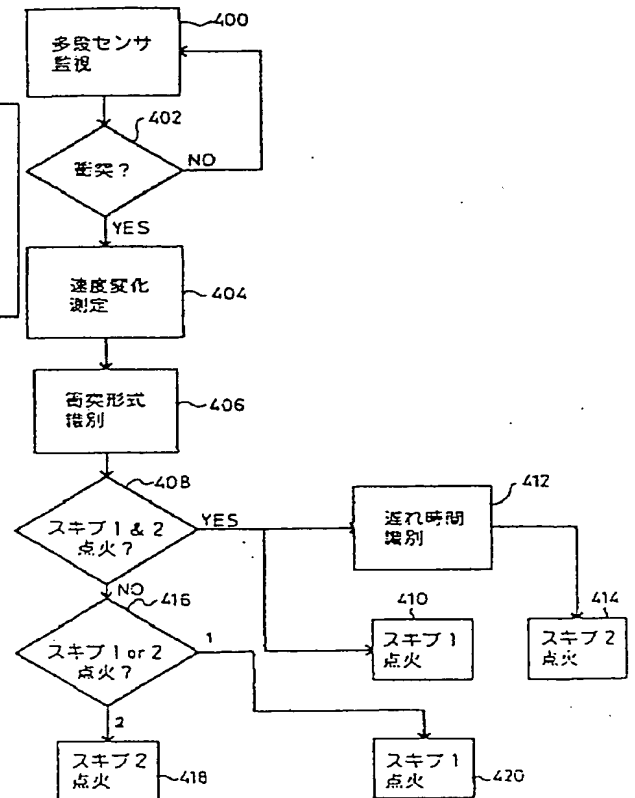 400
多段センサ
監視
402
衝突?
NO
YES
速度変化
測定
404
衝突形式
識別
406
408
スキブ1 & 2
点火?
YES
412
遅れ時間
識別
NO
416
410
スキブ1
点火
414
スキブ2
点火
スキブ1 or 2
点火?
1
2
スキブ2
点火
418
スキブ1
点火
420